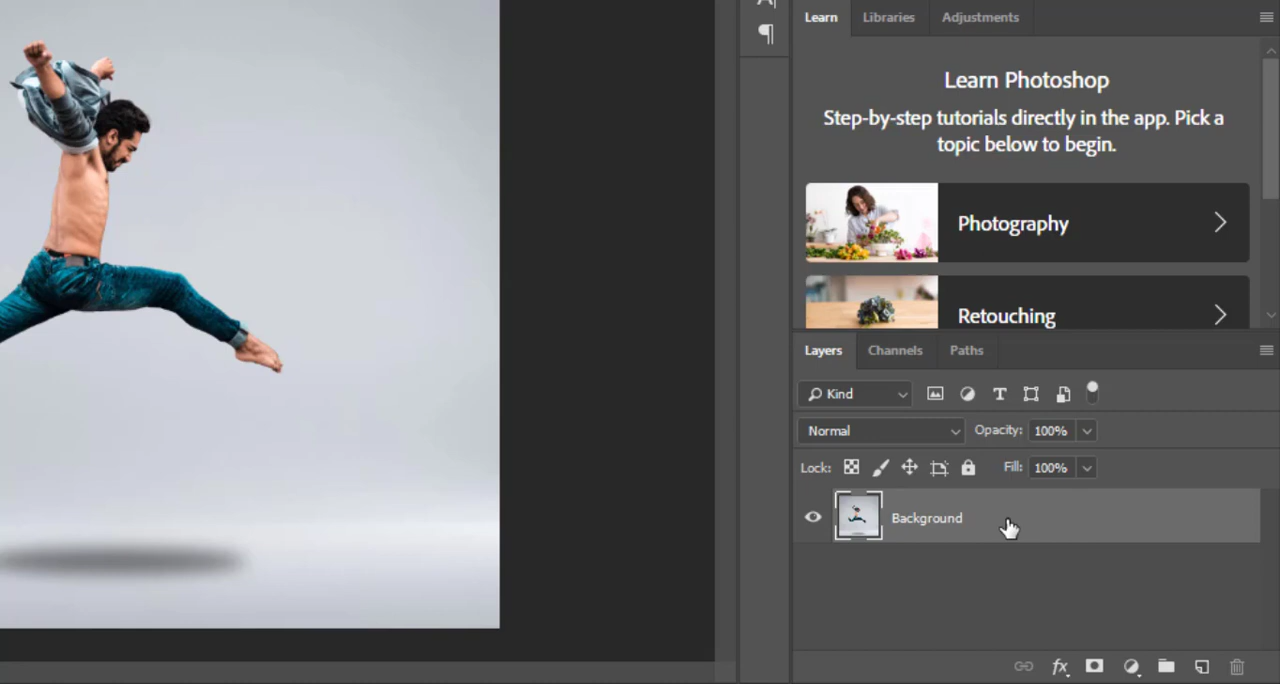 Learn Libraries Adjustments
Learn Photoshop
Step-by-step tutorials directly in the app. Pick a
topic below to begin.
Photography
Retouching
Layers Channels Paths
Kind
Normal Opacity: 100%
Lock: Fill: 100%
Background
fx